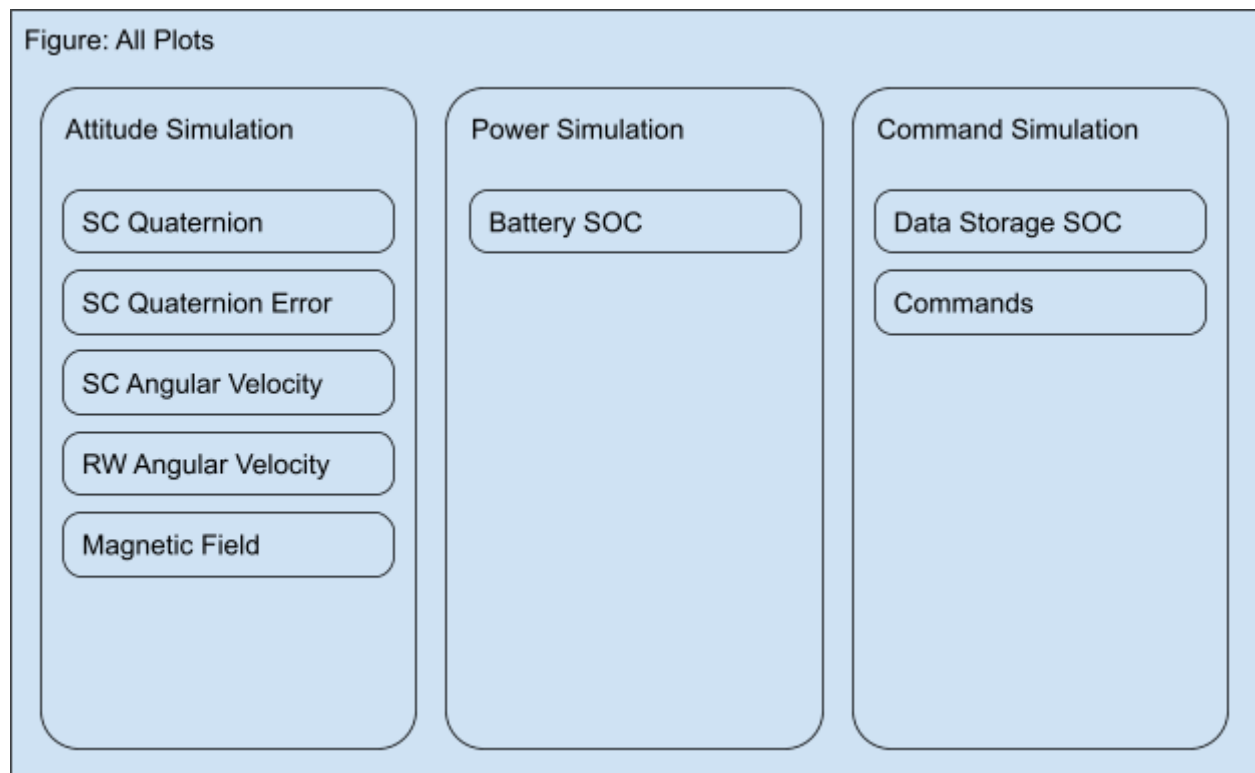 Figure: All Plots
Attitude Simulation
SC Quaternion
SC Quaternion Error
SC Angular Velocity
RW Angular Velocity
Magnetic Field
Power Simulation
Battery SOC
Command Simulation
Data Storage SOC
Commands